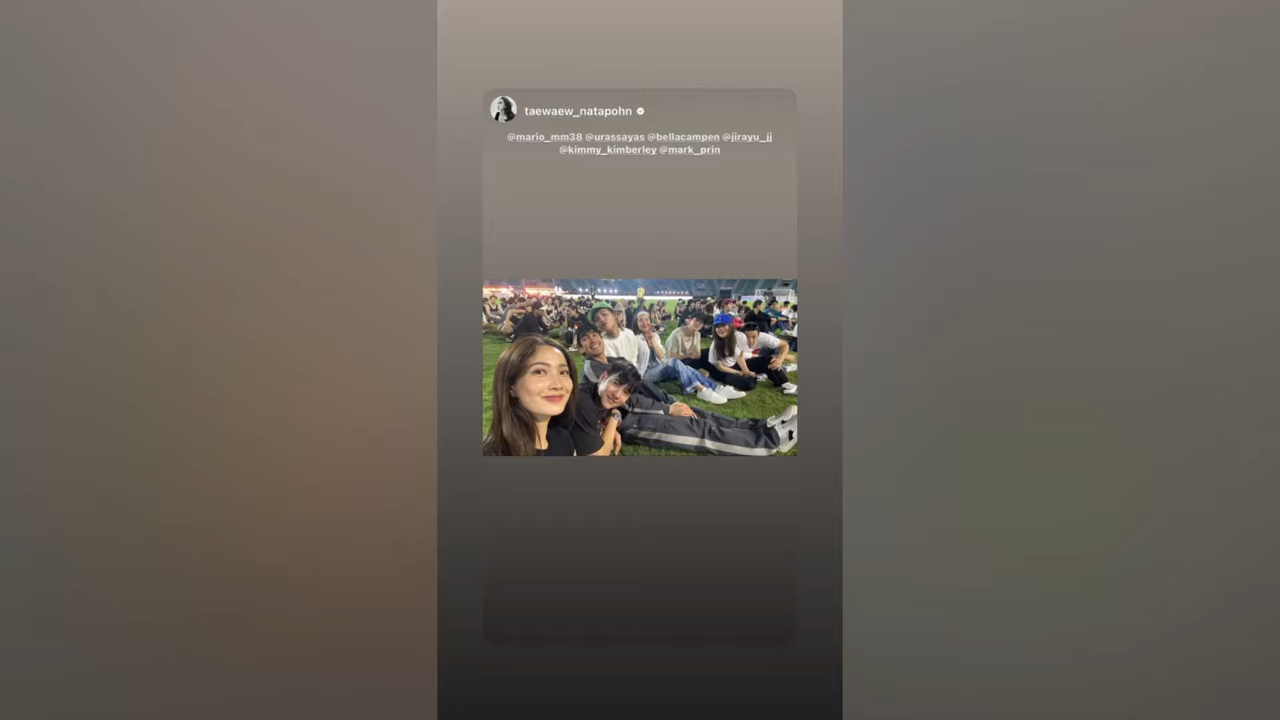 taewaew_natapohn
@mario_mm38 @urassayas @bellacampen @jirayu_jj
@kimmy_kimberley @mark_prin